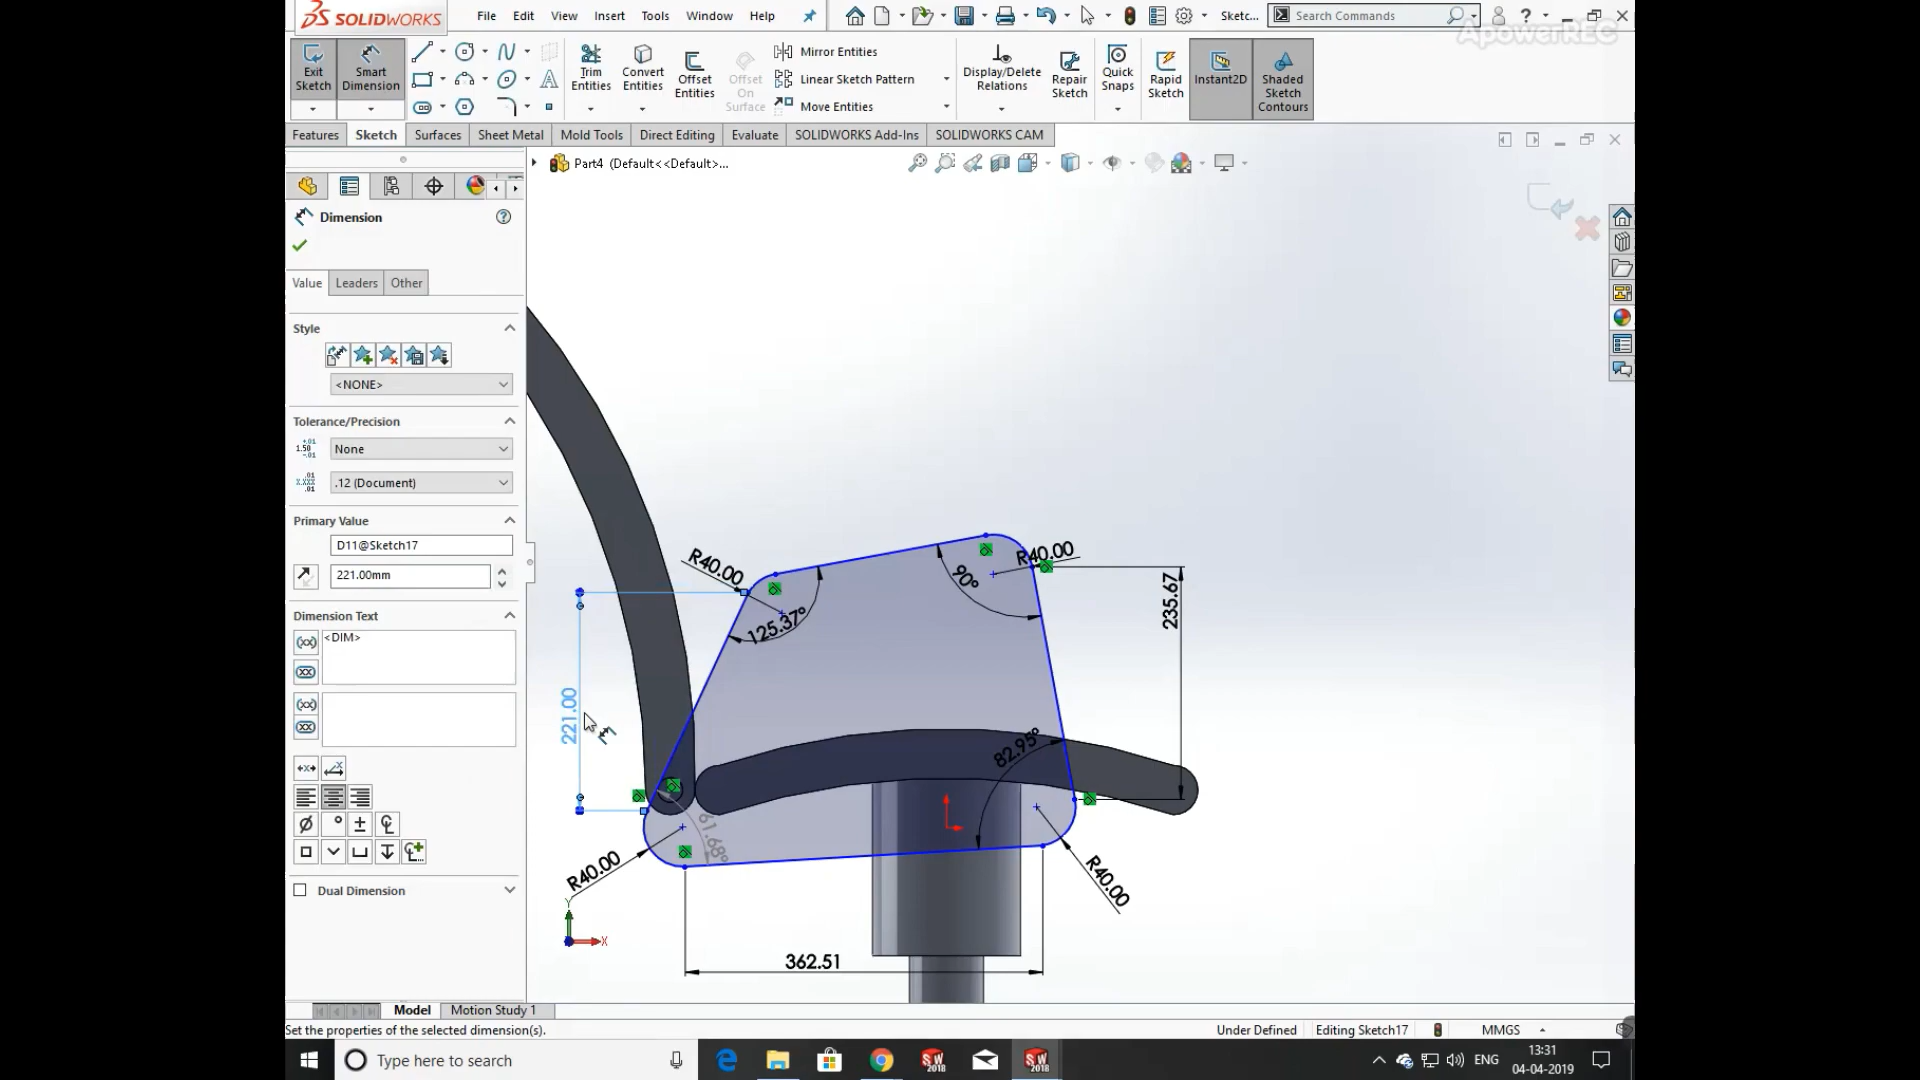 SOLIDWORKS
File Edit View Insert Tools Window Help
Sketc...
Search Commands
ApowerREC
Exit Sketch
Smart Dimension
Trim Entities
Convert Entities
Offset Entities
Offset On Surface
Mirror Entities
Linear Sketch Pattern
Move Entities
Display/Delete Relations
Repair Sketch
Quick Snaps
Rapid Sketch
Instant2D
Shaded Sketch Contours
Features Sketch Surfaces Sheet Metal Mold Tools Direct Editing Evaluate SOLIDWORKS Add-Ins SOLIDWORKS CAM
Part4 (Default<<Default>...
Dimension
Value Leaders Other
Style
<NONE>
Tolerance/Precision
None
.12 (Document)
Primary Value
D11@Sketch17
221.00mm
Dimension Text
<DIM>
Dual Dimension
R40.00
R40.00
90°
125.37°
235.67
221.00
82.95°
61.68°
R40.00
R40.00
362.51
Y
X
Model Motion Study 1
Set the properties of the selected dimension(s).
Under Defined Editing Sketch17 MMGS
Type here to search
ENG
13:31
04-04-2019